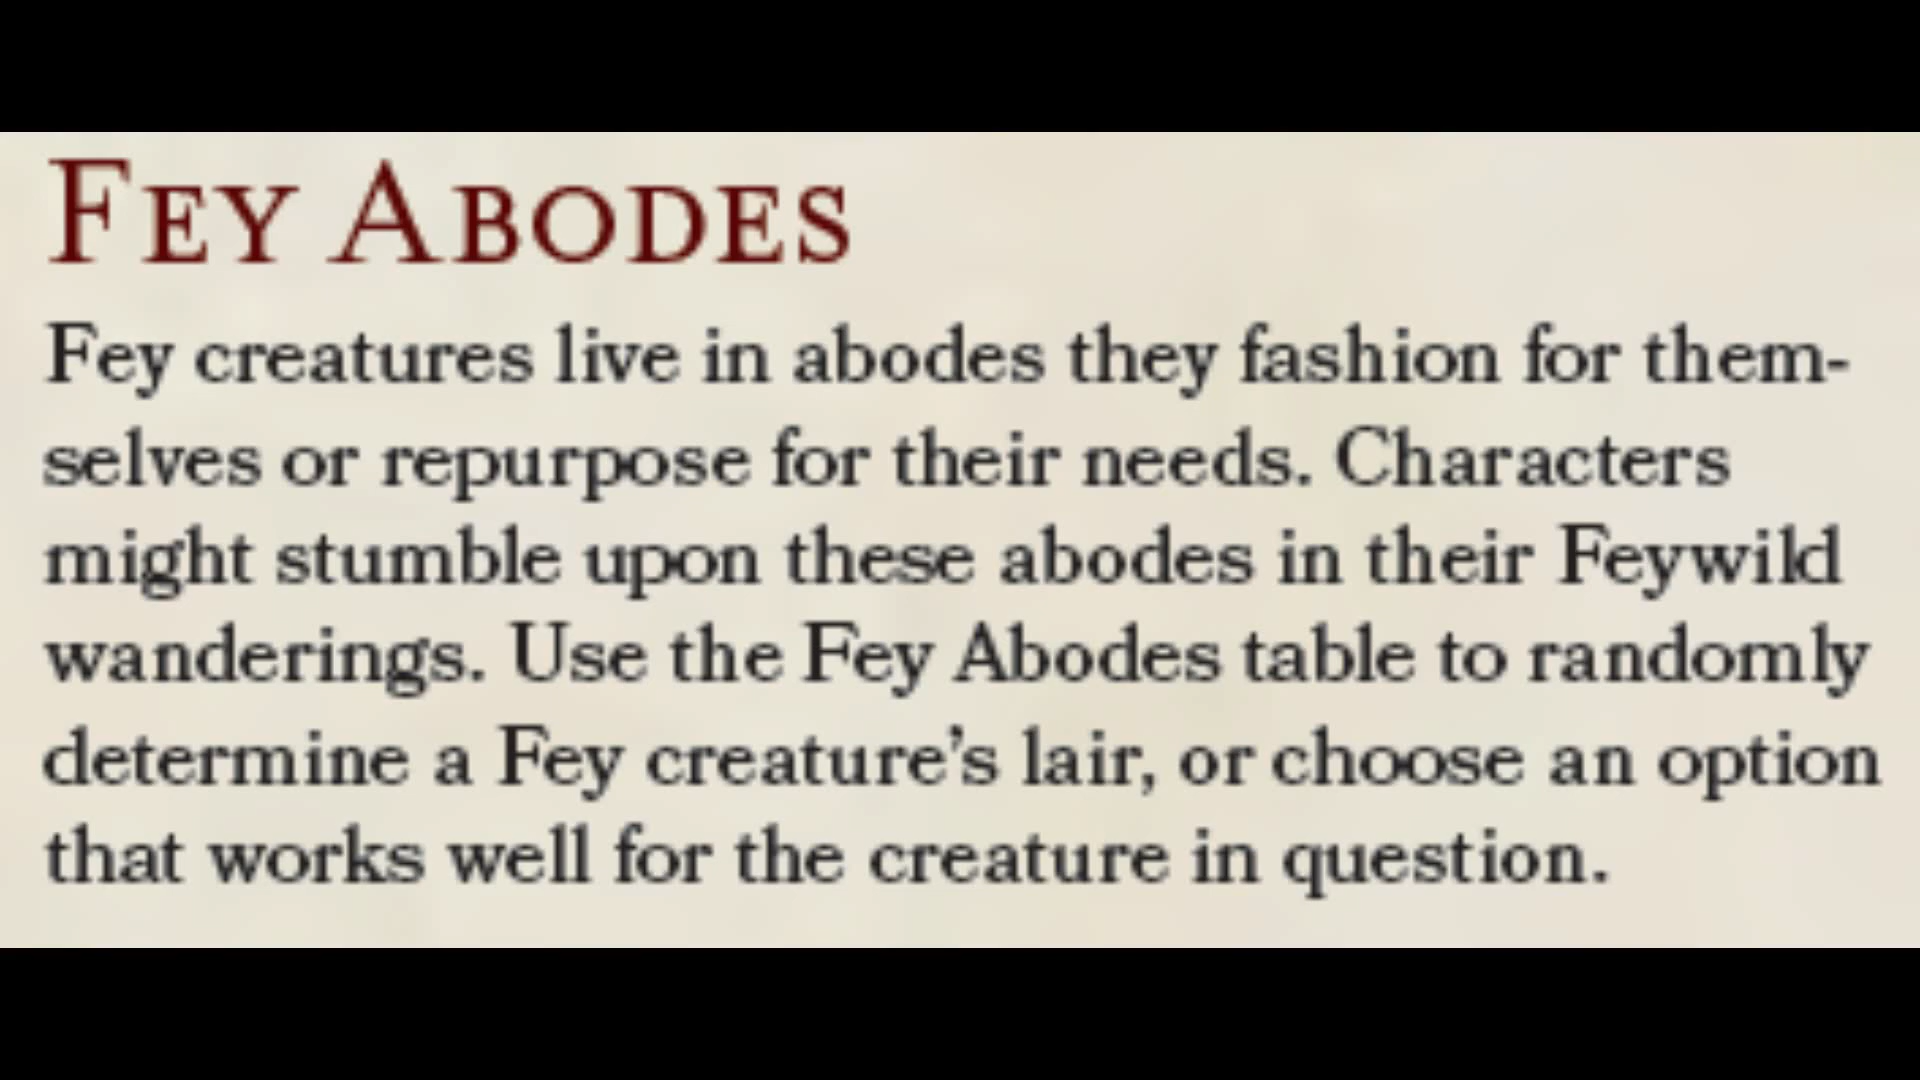 FEY ABODES
Fey creatures live in abodes they fashion for them-
selves or repurpose for their needs. Characters
might stumble upon these abodes in their Feywild
wanderings. Use the Fey Abodes table to randomly
determine a Fey creature’s lair, or choose an option
that works well for the creature in question.